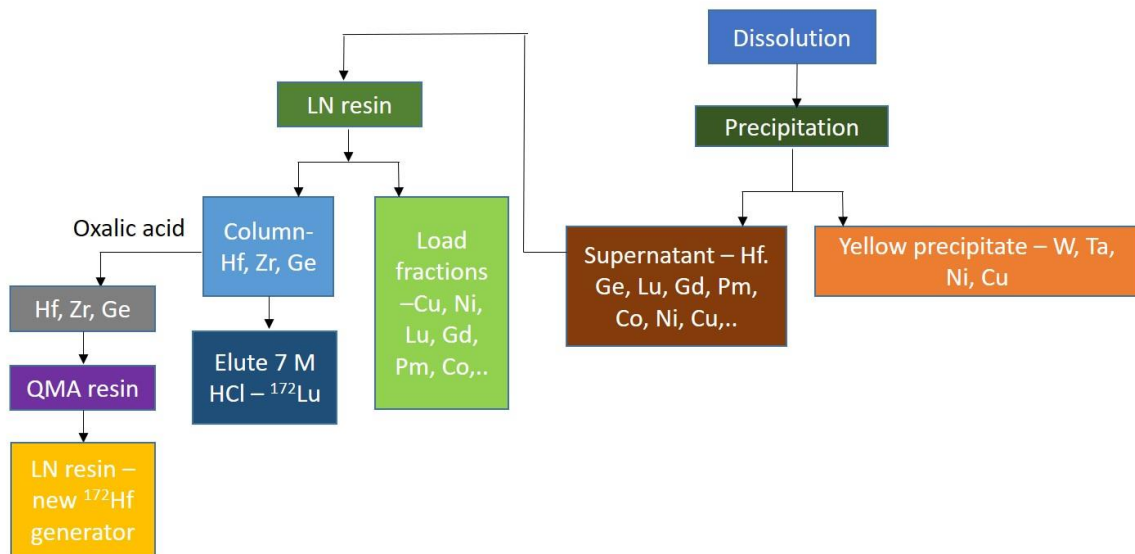 Dissolution
Precipitation
Supernatant – Hf.
Ge, Lu, Gd, Pm,
Co, Ni, Cu,..
Yellow precipitate – W, Ta,
Ni, Cu
LN resin
Column-
Hf, Zr, Ge
Load
fractions
–Cu, Ni,
Lu, Gd,
Pm, Co,..
Oxalic acid
Hf, Zr, Ge
Elute 7 M
HCl – ¹⁷²Lu
QMA resin
LN resin –
new ¹⁷²Hf
generator